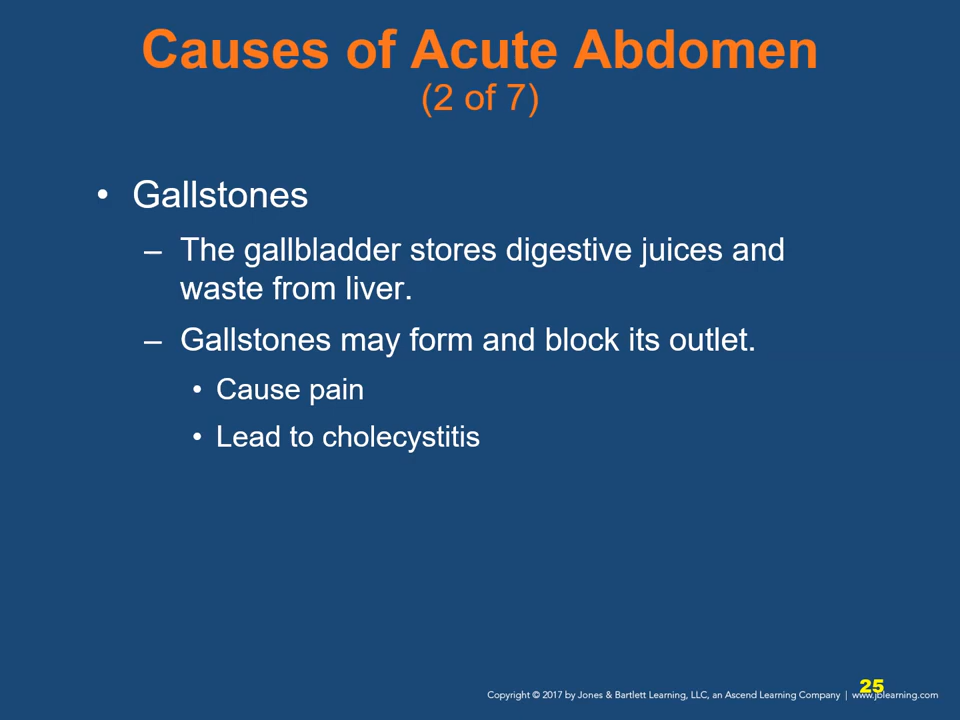 Causes of Acute Abdomen
(2 of 7)
• Gallstones
– The gallbladder stores digestive juices and
waste from liver.
– Gallstones may form and block its outlet.
• Cause pain
• Lead to cholecystitis
25
Copyright © 2017 by Jones & Bartlett Learning, LLC, an Ascend Learning Company | www.jblearning.com